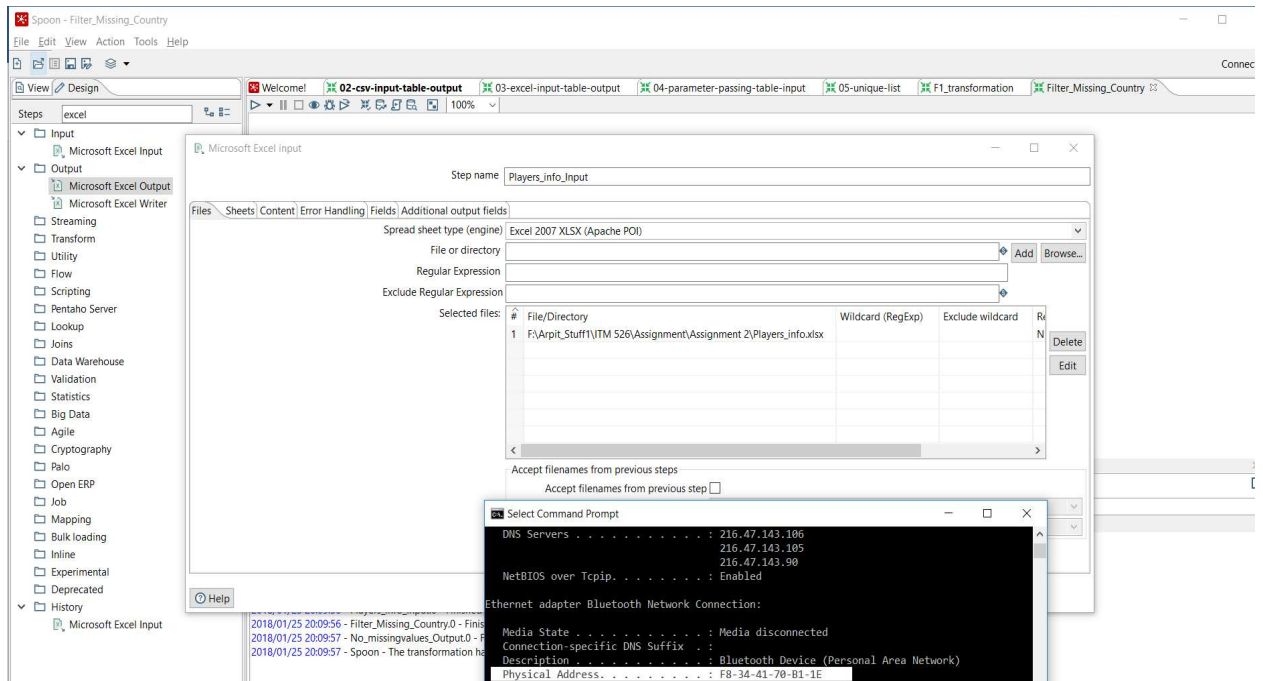 Spoon - Filter_Missing_Country
File Edit View Action Tools Help
Connec
View Design
Welcome! 02-csv-input-table-output 03-excel-input-table-output 04-parameter-passing-table-input 05-unique-list F1_transformation Filter_Missing_Country
Steps excel
100%
Input
Microsoft Excel Input
Output
Microsoft Excel Output
Microsoft Excel Writer
Streaming
Transform
Utility
Flow
Scripting
Pentaho Server
Lookup
Joins
Data Warehouse
Validation
Statistics
Big Data
Agile
Cryptography
Palo
Open ERP
Job
Mapping
Bulk loading
Inline
Experimental
Deprecated
History
Microsoft Excel Input
Microsoft Excel input
Step name Players_info_Input
Files Sheets Content Error Handling Fields Additional output fields
Spread sheet type (engine) Excel 2007 XLSX (Apache POI)
File or directory Add Browse...
Regular Expression
Exclude Regular Expression
Selected files: # File/Directory Wildcard (RegExp) Exclude wildcard Re
1 F:\Arpit_Stuff1\ITM 526\Assignment\Assignment 2\Players_info.xlsx N
Delete
Edit
Accept filenames from previous steps
Accept filenames from previous step
Help
2018/01/25 20:09:56 - Filter_Missing_Country.0 - Finis
2018/01/25 20:09:57 - No_missingvalues_Output.0 - F
2018/01/25 20:09:57 - Spoon - The transformation ha
Select Command Prompt
DNS Servers . . . . . . . . . . . : 216.47.143.106
216.47.143.105
216.47.143.90
NetBIOS over Tcpip. . . . . . . . : Enabled
Ethernet adapter Bluetooth Network Connection:
Media State . . . . . . . . . . . : Media disconnected
Connection-specific DNS Suffix . :
Description . . . . . . . . . . . : Bluetooth Device (Personal Area Network)
Physical Address. . . . . . . . . : F8-34-41-70-B1-1E